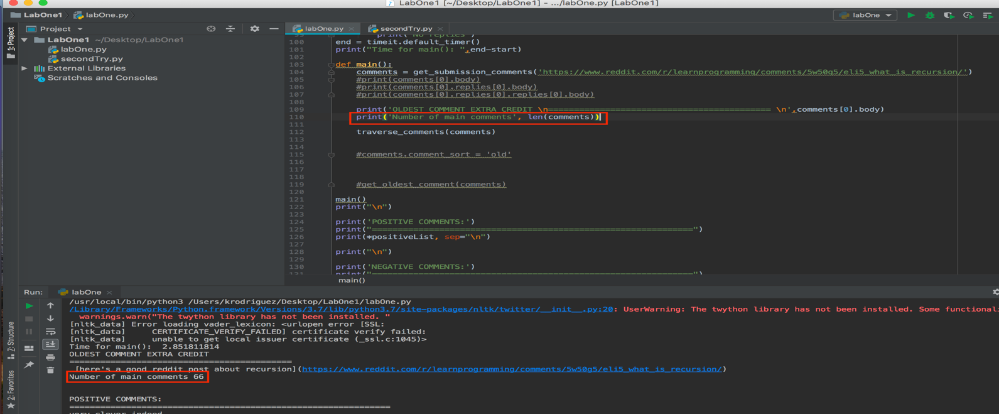 LabOne1 [~/Desktop/LabOne1] - .../labOne.py [LabOne1]
LabOne1 labOne.py
labOne
1: Project
Project
LabOne1 ~/Desktop/LabOne1
labOne.py
secondTry.py
External Libraries
Scratches and Consoles
labOne.py secondTry.py
99 print("No replies")
100 end = timeit.default_timer()
101 print("Time for main(): ",end-start)
102
103 def main():
104 comments = get_submission_comments('https://www.reddit.com/r/learnprogramming/comments/5w50g5/eli5_what_is_recursion/')
105 #print(comments[0].body)
106 #print(comments[0].replies[0].body)
107 #print(comments[0].replies[0].replies[0].body)
108
109 print('OLDEST COMMENT EXTRA CREDIT \n=========================================== \n',comments[0].body)
110 print('Number of main comments', len(comments))
111
112 traverse_comments(comments)
113
114
115 #comments.comment_sort = 'old'
116
117
118
119 #get_oldest_comment(comments)
120
121 main()
122 print("\n")
123
124 print('POSITIVE COMMENTS:')
125 print("==============================================================")
126 print(*positiveList, sep="\n")
127
128 print("\n")
129
130 print('NEGATIVE COMMENTS:')
131 print("==============================================================")
main()
Run: labOne
/usr/local/bin/python3 /Users/krodriguez/Desktop/LabOne1/labOne.py
/Library/Frameworks/Python.framework/Versions/3.7/lib/python3.7/site-packages/nltk/twitter/__init__.py:20: UserWarning: The twython library has not been installed. Some functionali
warnings.warn("The twython library has not been installed. "
[nltk_data] Error loading vader_lexicon: <urlopen error [SSL:
[nltk_data] CERTIFICATE_VERIFY_FAILED] certificate verify failed:
[nltk_data] unable to get local issuer certificate (_ssl.c:1045)>
Time for main(): 2.851811814
OLDEST COMMENT EXTRA CREDIT
===========================================
[here's a good reddit post about recursion](https://www.reddit.com/r/learnprogramming/comments/5w50g5/eli5_what_is_recursion/)
Number of main comments 66
POSITIVE COMMENTS:
==============================================================
very clever indeed
7: Structure
2: Favorites